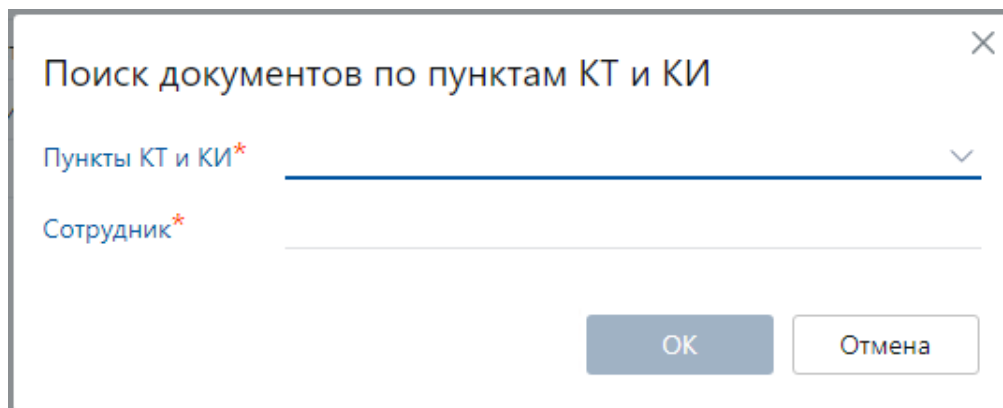 Поиск документов по пунктам КТ и КИ
Пункты КТ и КИ*
Сотрудник*
ОК Отмена